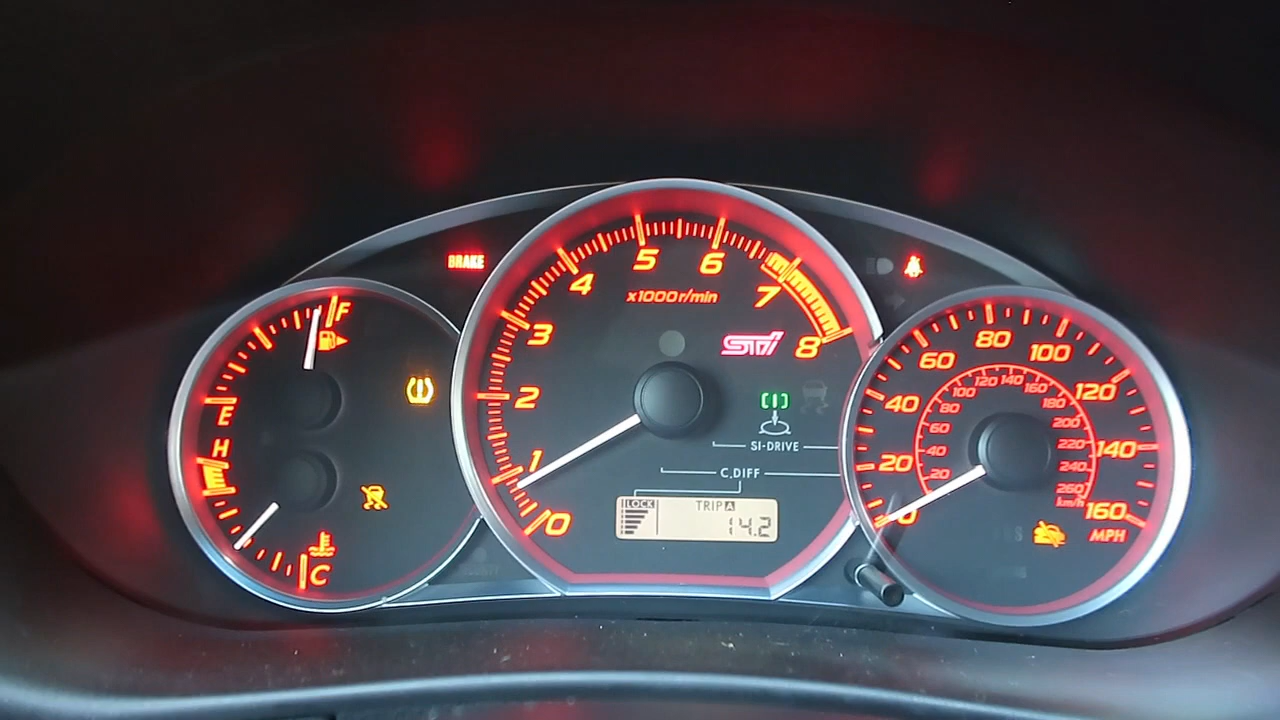 BRAKE
F
E
H
C
0
1
2
3
4
5
6
7
8
x1000r/min
STI
[I]
SI-DRIVE
C.DIFF
LOCK
TRIP A
14.2
0
20
40
60
80
100
120
140
160
MPH
20
40
60
80
100
120
140
160
180
200
220
240
260
km/h